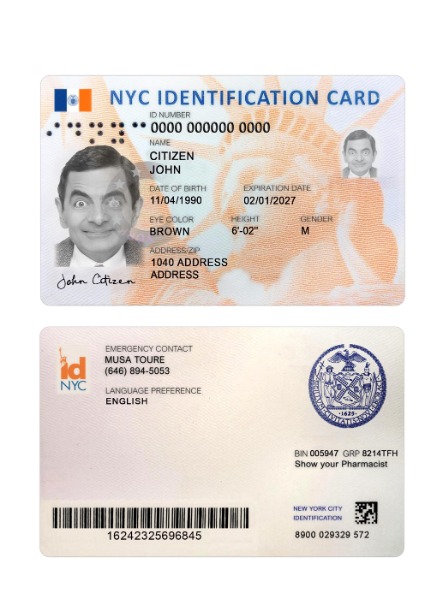 NYC IDENTIFICATION CARD
ID NUMBER
0000 000000 0000
NAME
CITIZEN
JOHN
DATE OF BIRTH EXPIRATION DATE
11/04/1990 02/01/2027
EYE COLOR HEIGHT GENDER
BROWN 6'-02" M
ADDRESS/ZIP
1040 ADDRESS
ADDRESS
John Citizen
id
NYC
EMERGENCY CONTACT
MUSA TOURE
(646) 894-5053
LANGUAGE PREFERENCE
ENGLISH
·1625·
BIN 005947 GRP 8214TFH
Show your Pharmacist
NEW YORK CITY
IDENTIFICATION
8900 029329 572
16242325696845